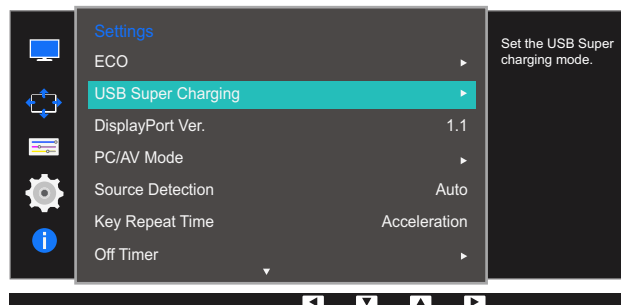 Settings
ECO
USB Super Charging
DisplayPort Ver. 1.1
PC/AV Mode
Source Detection Auto
Key Repeat Time Acceleration
Off Timer
Set the USB Super
charging mode.